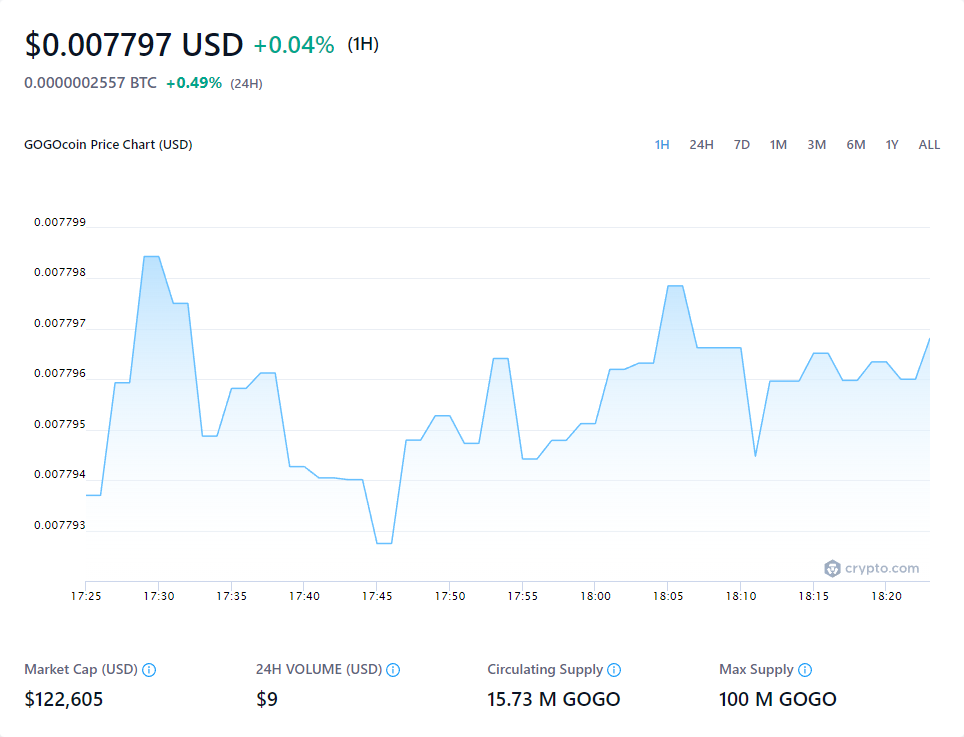 $0.007797 USD +0.04% (1H)
0.0000002557 BTC +0.49% (24H)
GOGOcoin Price Chart (USD) 1H 24H 7D 1M 3M 6M 1Y ALL
0.007799
0.007798
0.007797
0.007796
0.007795
0.007794
0.007793
crypto.com
17:25 17:30 17:35 17:40 17:45 17:50 17:55 18:00 18:05 18:10 18:15 18:20
Market Cap (USD) 24H VOLUME (USD) Circulating Supply Max Supply
$122,605 $9 15.73 M GOGO 100 M GOGO